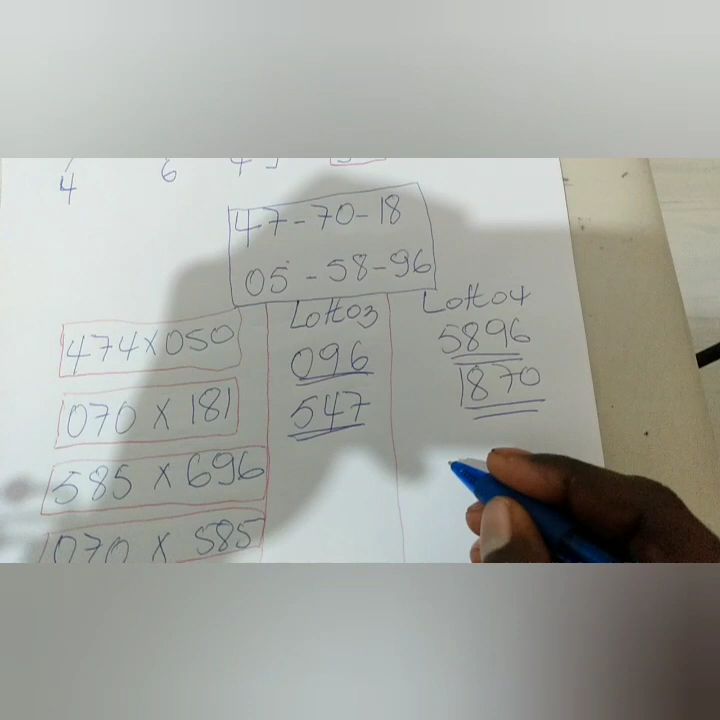 4 6
47-70-18
05-58-96
474x050
070 X 181
585 X 696
070 X 585
Lotto3
096
547
Lotto4
5896
1870